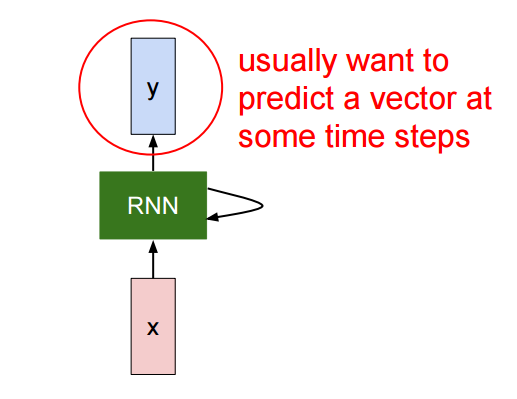 y
usually want to
predict a vector at
some time steps
RNN
x